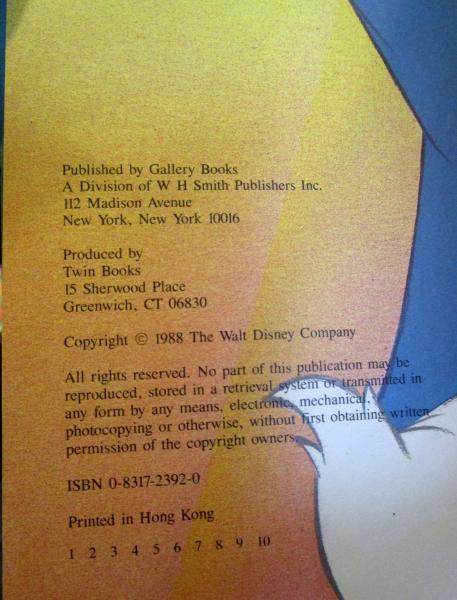 Published by Gallery Books
A Division of W H Smith Publishers Inc.
112 Madison Avenue
New York, New York 10016
Produced by
Twin Books
15 Sherwood Place
Greenwich, CT 06830
Copyright © 1988 The Walt Disney Company
All rights reserved. No part of this publication may be
reproduced, stored in a retrieval system or transmitted in
any form by any means, electronic, mechanical,
photocopying or otherwise, without first obtaining written
permission of the copyright owners.
ISBN 0-8317-2392-0
Printed in Hong Kong
1 2 3 4 5 6 7 8 9 10